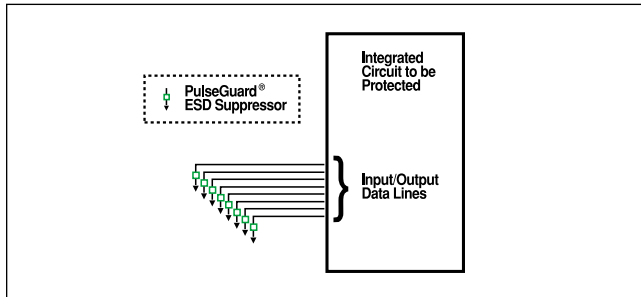 Integrated
Circuit to be
Protected
PulseGuard®
ESD Suppressor
Input/Output
Data Lines